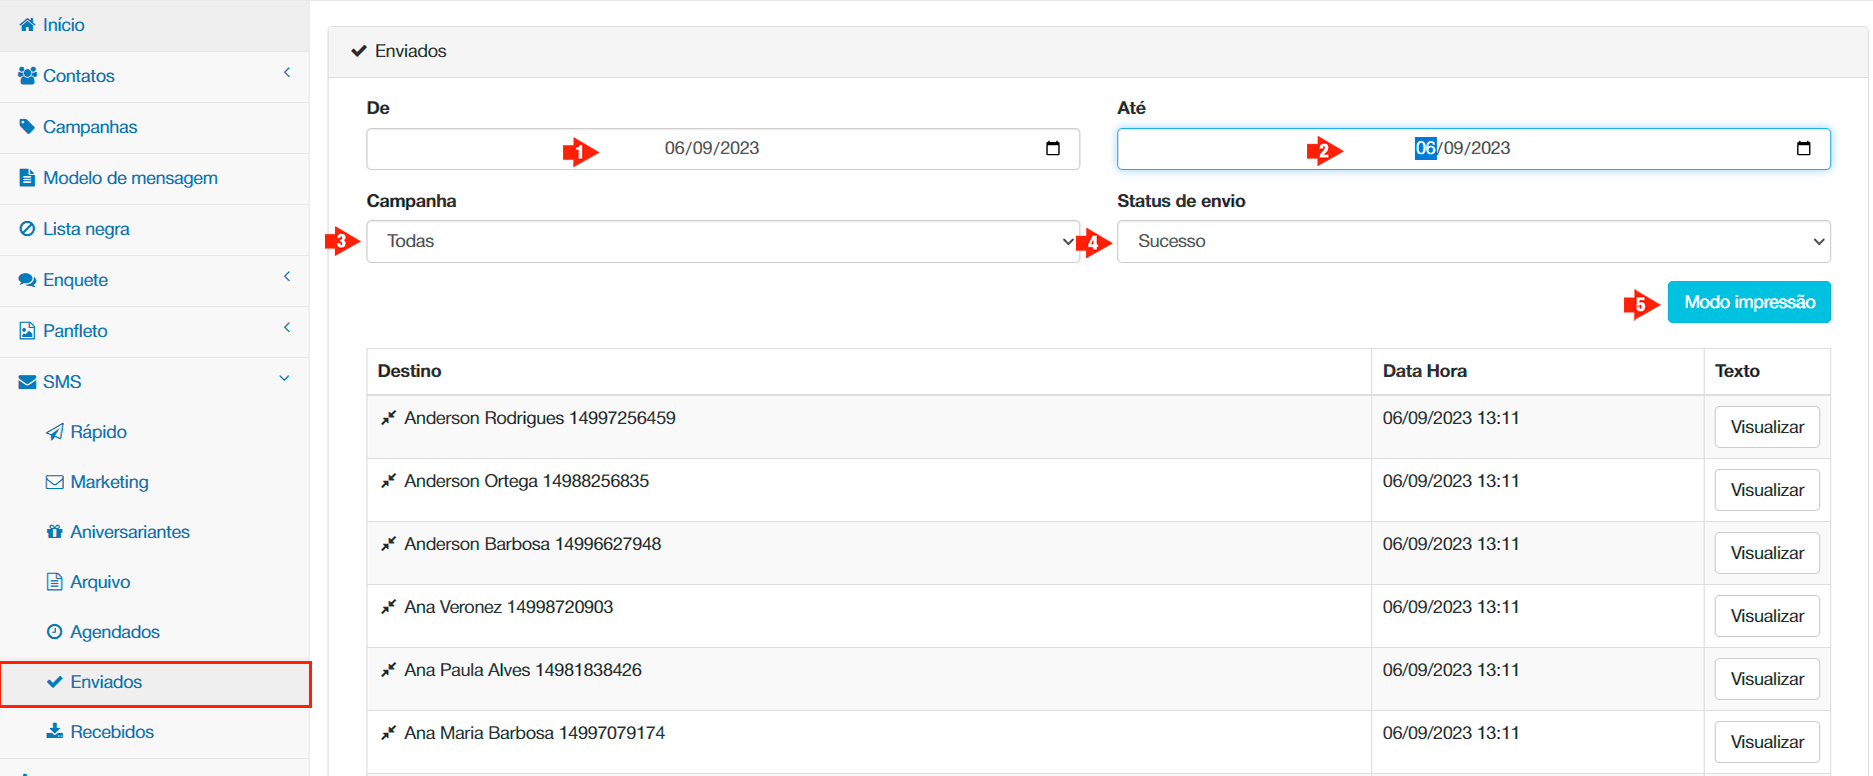 Início
Contatos
Campanhas
Modelo de mensagem
Lista negra
Enquete
Panfleto
SMS
Rápido
Marketing
Aniversariantes
Arquivo
Agendados
Enviados
Recebidos
Enviados
De
Até
1 06/09/2023
2 06/09/2023
Campanha
Status de envio
3 Todas
4 Sucesso
5 Modo impressão
Destino Data Hora Texto
Anderson Rodrigues 14997256459 06/09/2023 13:11 Visualizar
Anderson Ortega 14988256835 06/09/2023 13:11 Visualizar
Anderson Barbosa 14996627948 06/09/2023 13:11 Visualizar
Ana Veronez 14998720903 06/09/2023 13:11 Visualizar
Ana Paula Alves 14981838426 06/09/2023 13:11 Visualizar
Ana Maria Barbosa 14997079174 06/09/2023 13:11 Visualizar